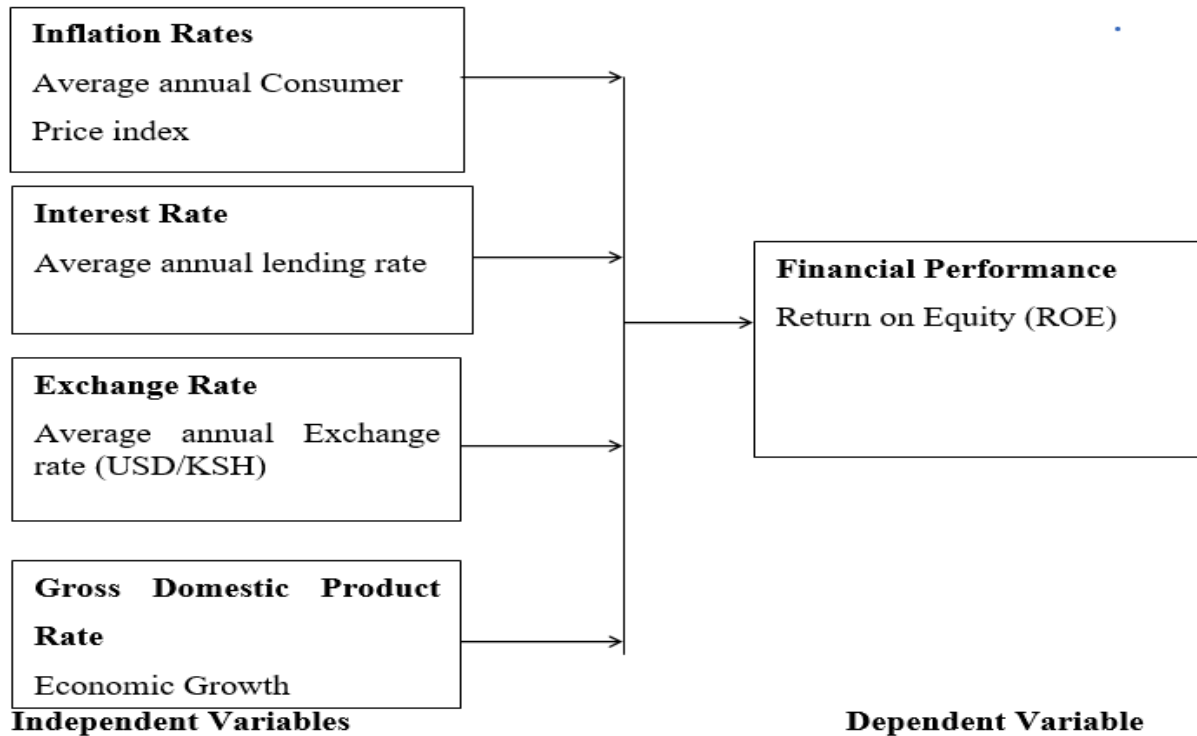 Inflation Rates
Average annual Consumer
Price index
Interest Rate
Average annual lending rate
Exchange Rate
Average annual Exchange
rate (USD/KSH)
Gross Domestic Product
Rate
Economic Growth
Financial Performance
Return on Equity (ROE)
Independent Variables
Dependent Variable